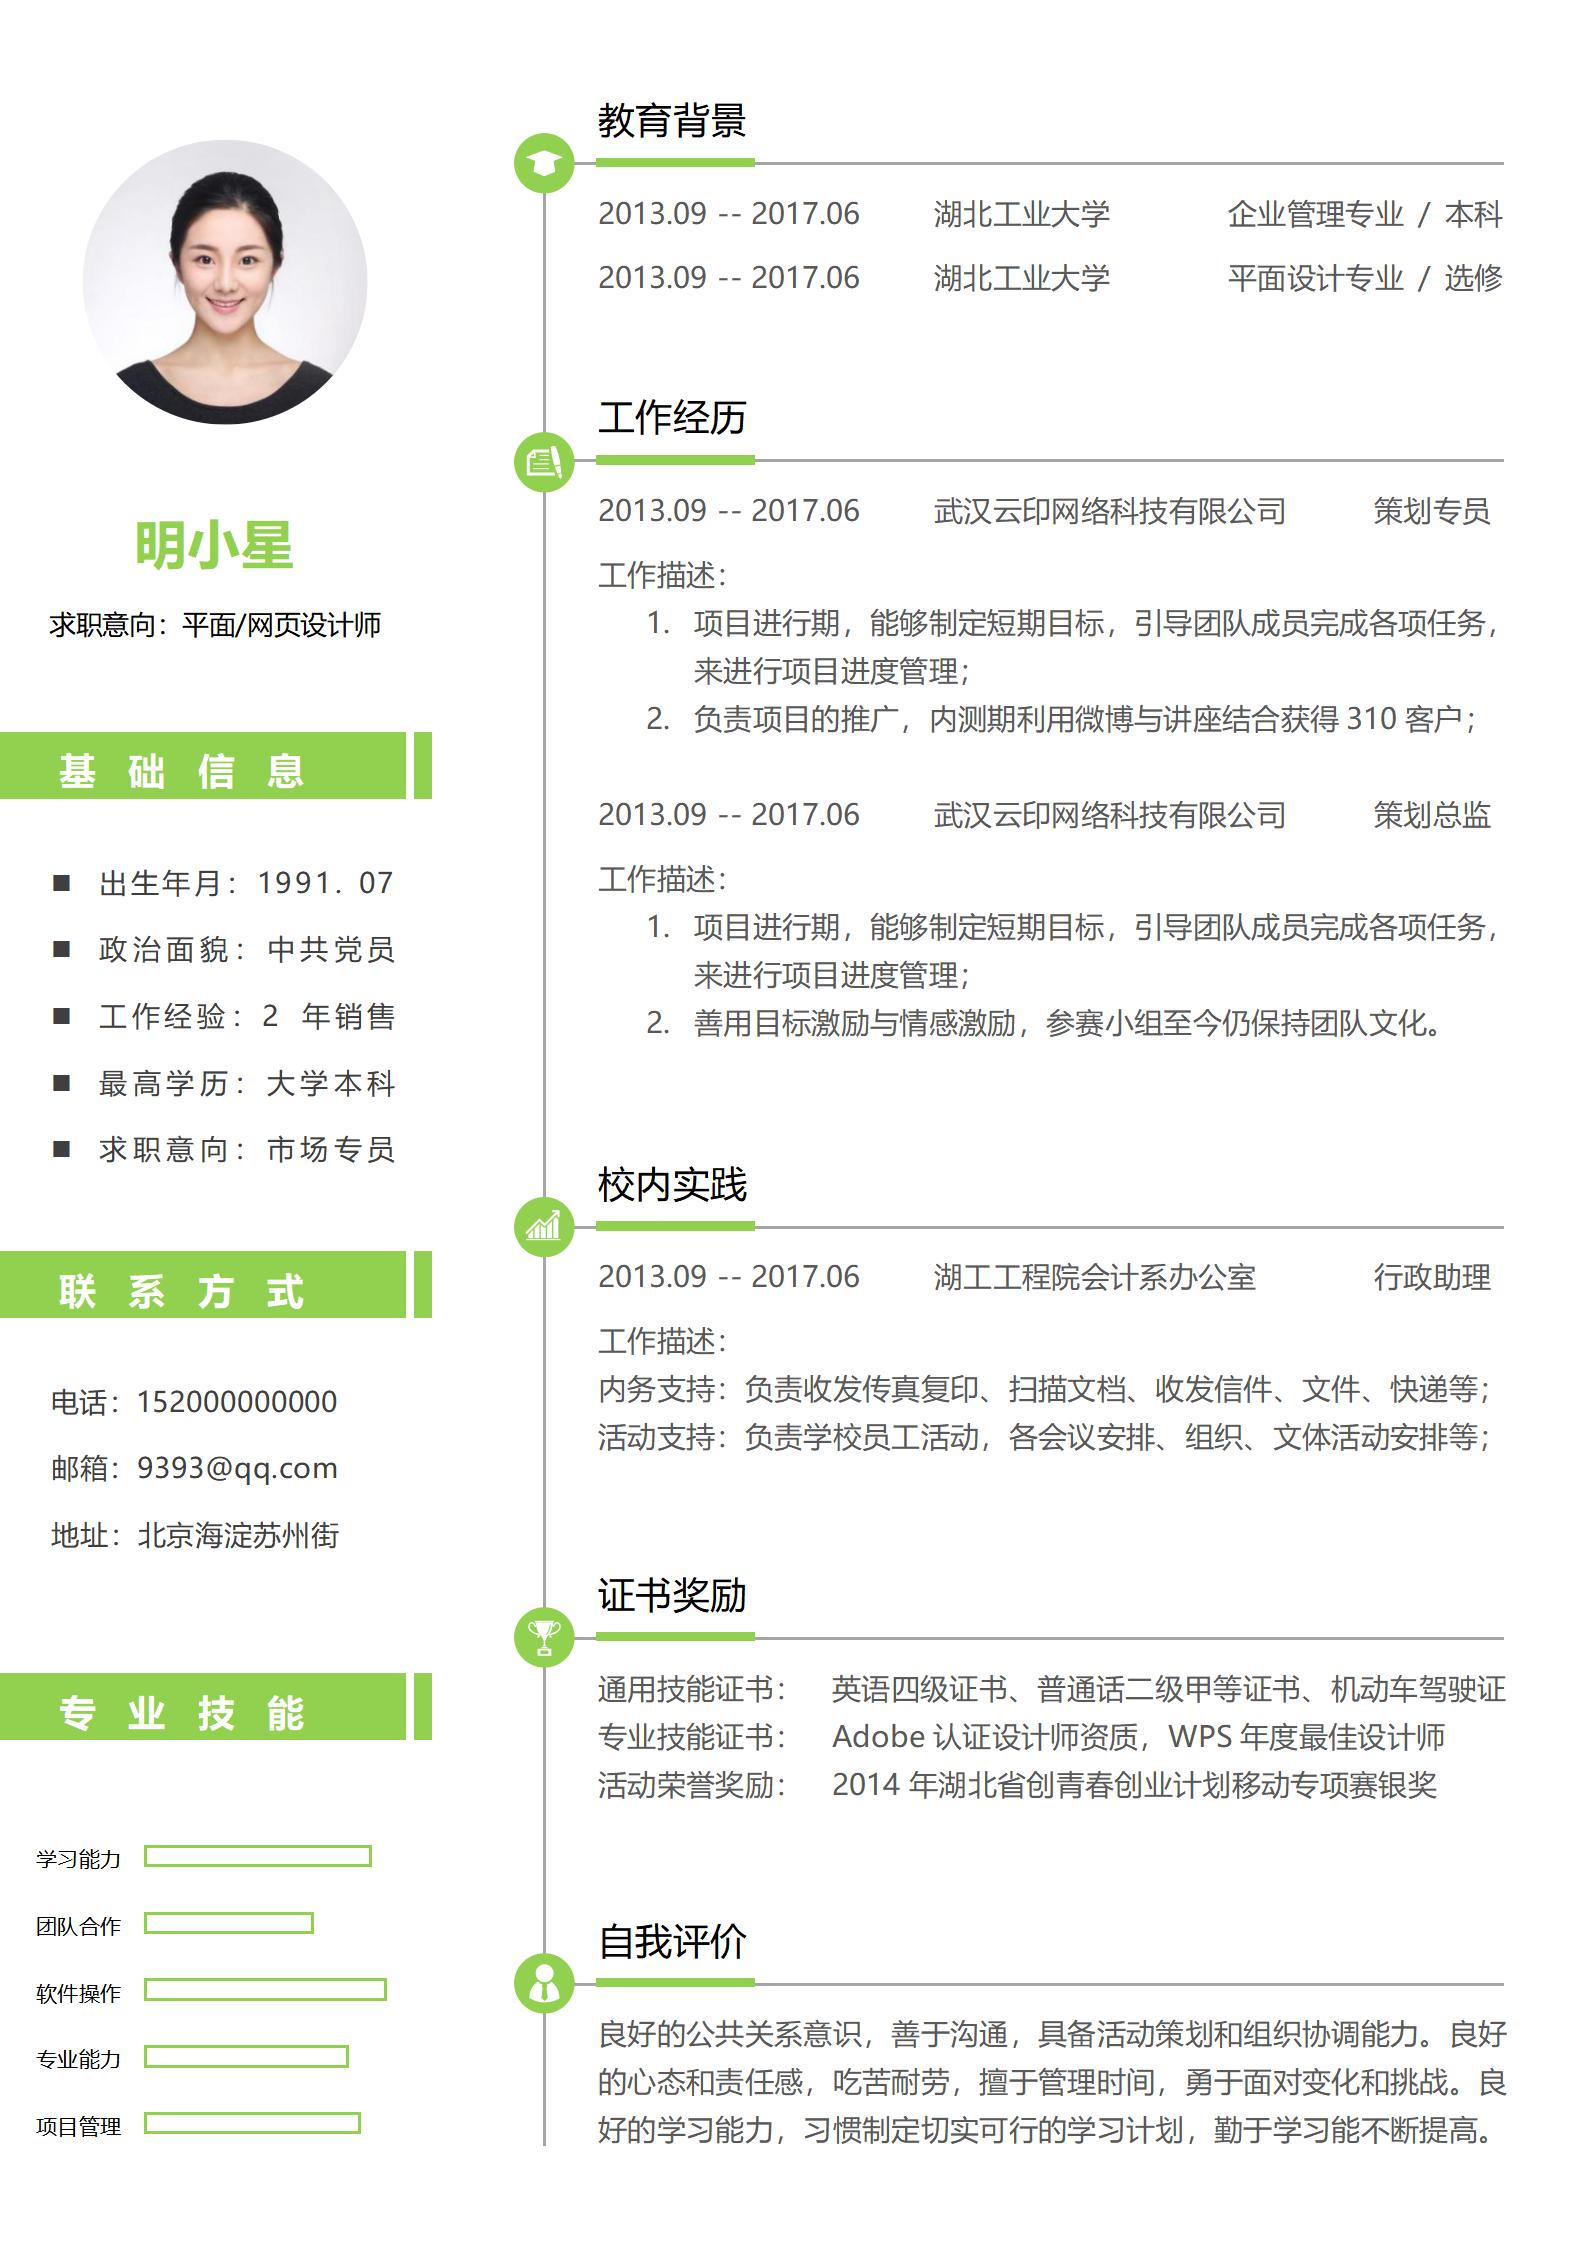 明小星
求职意向：平面/网页设计师
基础信息
■ 出生年月：1991. 07
■ 政治面貌：中共党员
■ 工作经验：2 年销售
■ 最高学历：大学本科
■ 求职意向：市场专员
联系方式
电话：152000000000
邮箱：9393@qq.com
地址：北京海淀苏州街
专业技能
学习能力
团队合作
软件操作
专业能力
项目管理
教育背景
2013.09 -- 2017.06 湖北工业大学 企业管理专业 / 本科
2013.09 -- 2017.06 湖北工业大学 平面设计专业 / 选修
工作经历
2013.09 -- 2017.06 武汉云印网络科技有限公司 策划专员
工作描述：
1. 项目进行期，能够制定短期目标，引导团队成员完成各项任务，
来进行项目进度管理；
2. 负责项目的推广，内测期利用微博与讲座结合获得 310 客户；
2013.09 -- 2017.06 武汉云印网络科技有限公司 策划总监
工作描述：
1. 项目进行期，能够制定短期目标，引导团队成员完成各项任务，
来进行项目进度管理；
2. 善用目标激励与情感激励，参赛小组至今仍保持团队文化。
校内实践
2013.09 -- 2017.06 湖工工程院会计系办公室 行政助理
工作描述：
内务支持：负责收发传真复印、扫描文档、收发信件、文件、快递等；
活动支持：负责学校员工活动，各会议安排、组织、文体活动安排等；
证书奖励
通用技能证书： 英语四级证书、普通话二级甲等证书、机动车驾驶证
专业技能证书： Adobe 认证设计师资质，WPS 年度最佳设计师
活动荣誉奖励： 2014 年湖北省创青春创业计划移动专项赛银奖
自我评价
良好的公共关系意识，善于沟通，具备活动策划和组织协调能力。良好
的心态和责任感，吃苦耐劳，擅于管理时间，勇于面对变化和挑战。良
好的学习能力，习惯制定切实可行的学习计划，勤于学习能不断提高。